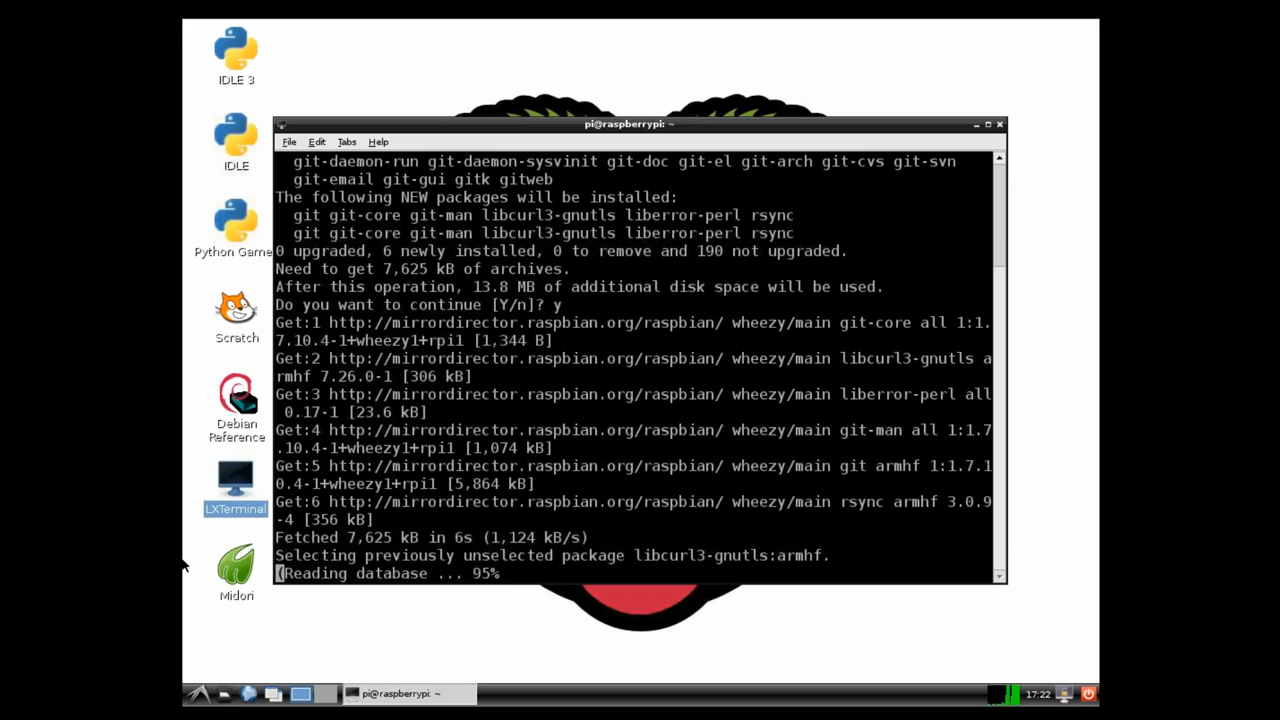 IDLE 3
IDLE
Python Game
Scratch
Debian
Reference
LXTerminal
Midori
pi@raspberrypi: ~
File Edit Tabs Help
git-daemon-run git-daemon-sysvinit git-doc git-el git-arch git-cvs git-svn
git-email git-gui gitk gitweb
The following NEW packages will be installed:
git git-core git-man libcurl3-gnutls liberror-perl rsync
git git-core git-man libcurl3-gnutls liberror-perl rsync
0 upgraded, 6 newly installed, 0 to remove and 190 not upgraded.
Need to get 7,625 kB of archives.
After this operation, 13.8 MB of additional disk space will be used.
Do you want to continue [Y/n]? y
Get:1 http://mirrordirector.raspbian.org/raspbian/ wheezy/main git-core all 1:1.
7.10.4-1+wheezy1+rpi1 [1,344 B]
Get:2 http://mirrordirector.raspbian.org/raspbian/ wheezy/main libcurl3-gnutls a
rmhf 7.26.0-1 [306 kB]
Get:3 http://mirrordirector.raspbian.org/raspbian/ wheezy/main liberror-perl all
0.17-1 [23.6 kB]
Get:4 http://mirrordirector.raspbian.org/raspbian/ wheezy/main git-man all 1:1.7
.10.4-1+wheezy1+rpi1 [1,074 kB]
Get:5 http://mirrordirector.raspbian.org/raspbian/ wheezy/main git armhf 1:1.7.1
0.4-1+wheezy1+rpi1 [5,864 kB]
Get:6 http://mirrordirector.raspbian.org/raspbian/ wheezy/main rsync armhf 3.0.9
-4 [356 kB]
Fetched 7,625 kB in 6s (1,124 kB/s)
Selecting previously unselected package libcurl3-gnutls:armhf.
(Reading database ... 95%
pi@raspberrypi: ~
17:22